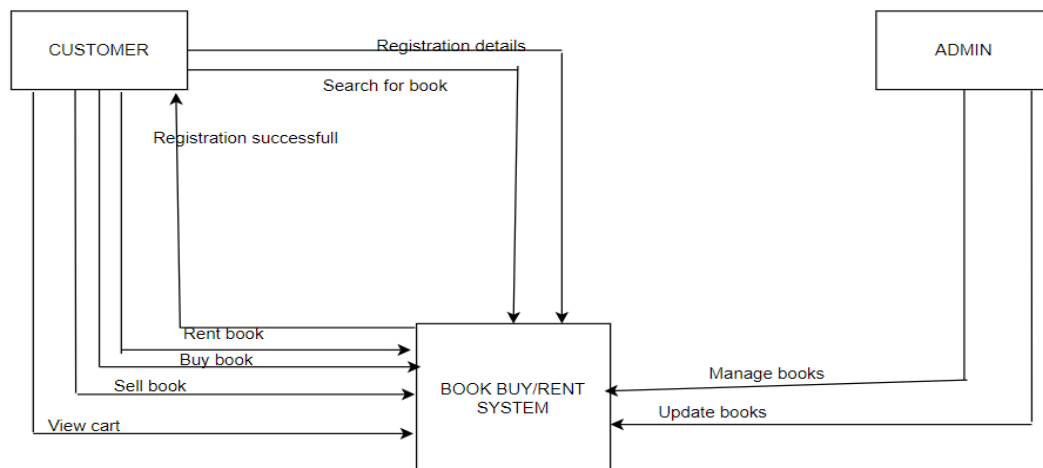 CUSTOMER
Registration details
ADMIN
Search for book
Registration successfull
Rent book
Buy book
Sell book
View cart
BOOK BUY/RENT
SYSTEM
Manage books
Update books